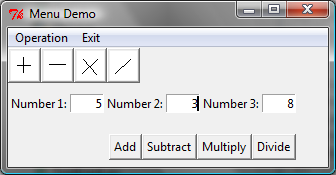 Menu Demo
Operation Exit
Number 1: 5 Number 2: 3 Number 3: 8
Add Subtract Multiply Divide